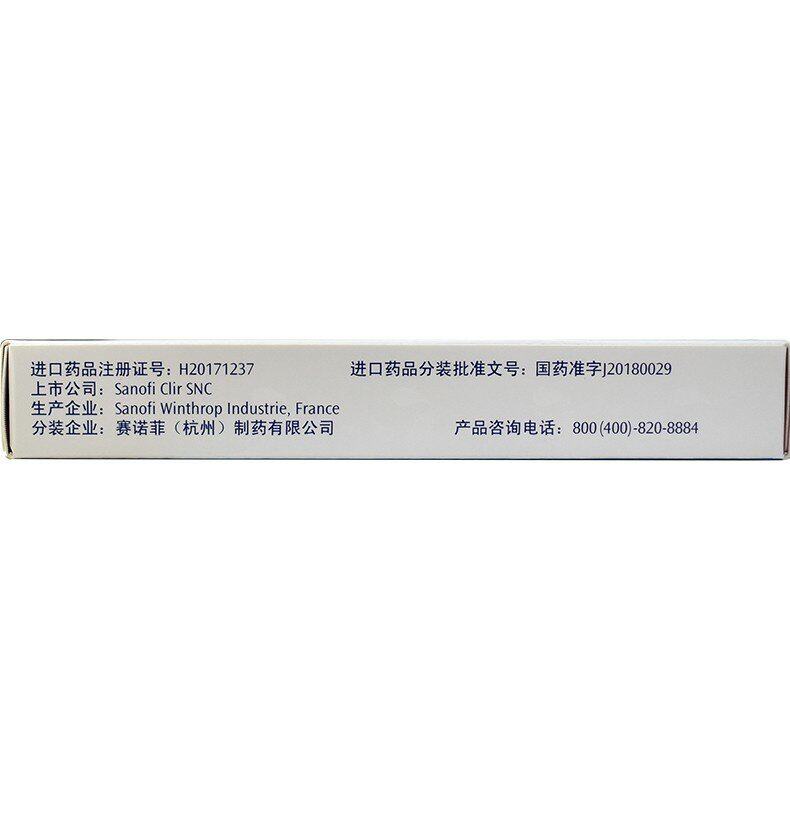 进口药品注册证号：H20171237 进口药品分装批准文号：国药准字J20180029
上市公司：Sanofi Clir SNC
生产企业：Sanofi Winthrop Industrie, France
分装企业：赛诺菲（杭州）制药有限公司 产品咨询电话：800(400)-820-8884